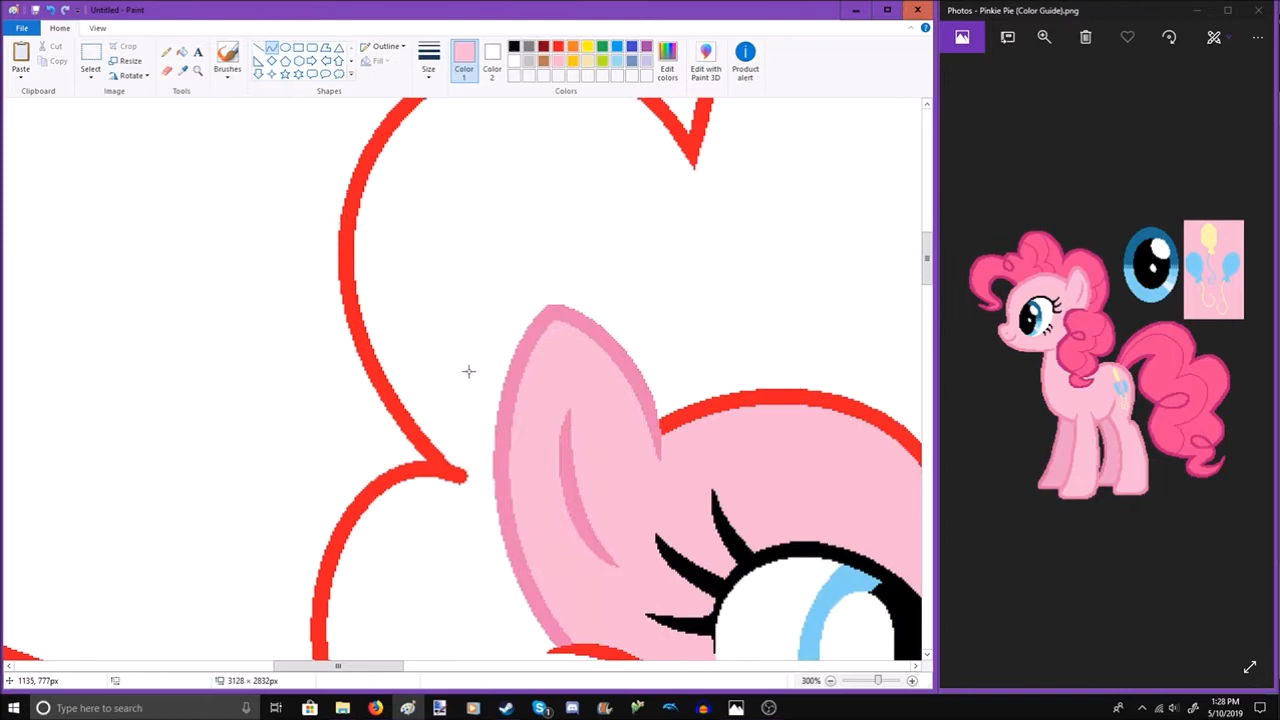 Untitled - Paint
Photos - Pinkie Pie (Color Guide).png
File
Home
View
Paste
Cut
Copy
Select
Crop
Resize
Rotate
A
Brushes
Outline
Fill
Size
Color 1
Color 2
Edit colors
Edit with Paint 3D
Product alert
Clipboard
Image
Tools
Shapes
Colors
1135, 777px
3128 × 2832px
300%
Type here to search
1:28 PM
5/10/2019